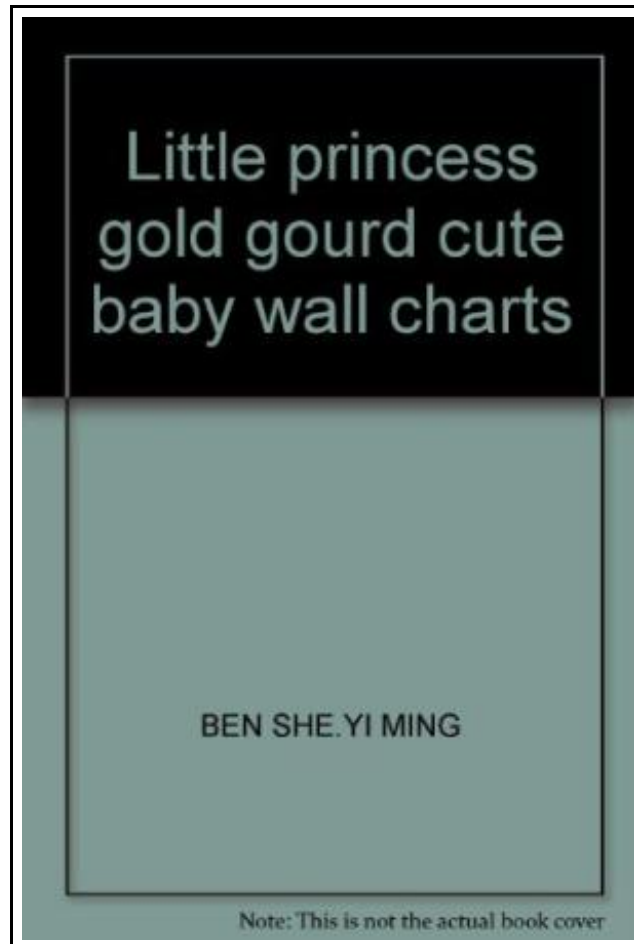 Little princess
gold gourd cute
baby wall charts
BEN SHE.YI MING
Note: This is not the actual book cover